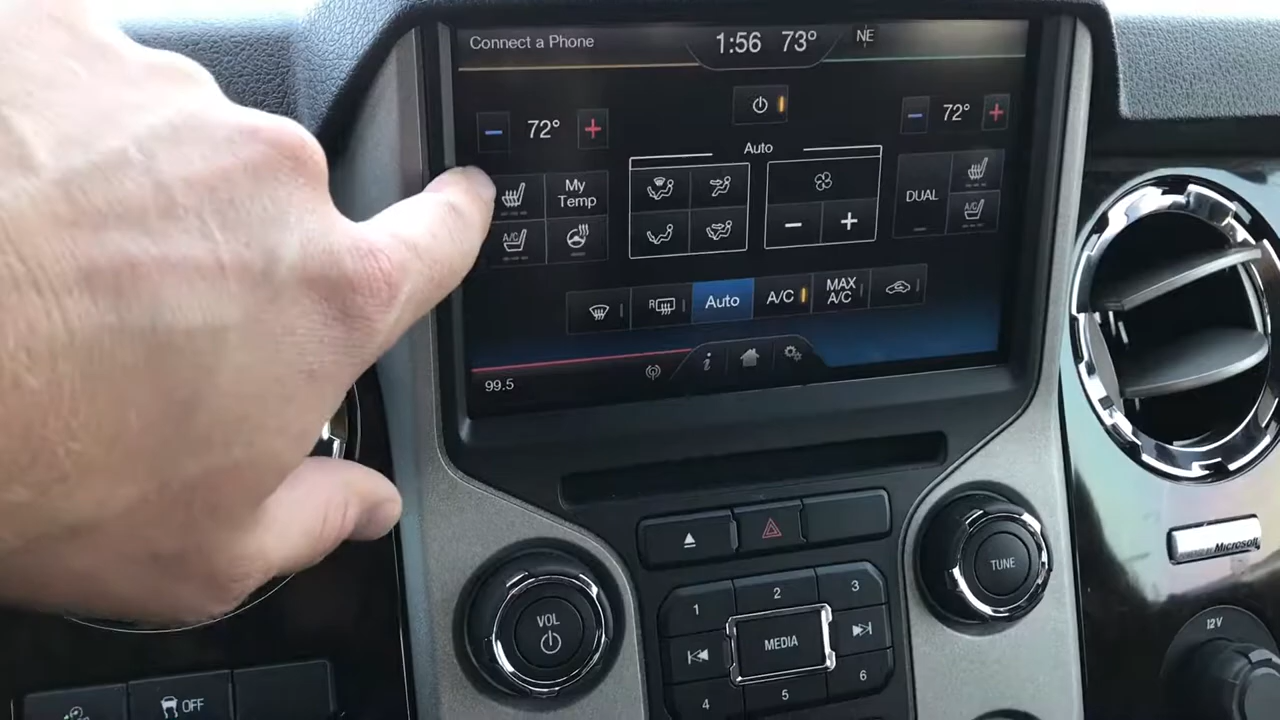 Connect a Phone
1:56 73°
NE
72°
72°
Auto
My
Temp
DUAL
A/C
A/C
R
Auto
A/C
MAX
A/C
i
99.5
VOL
TUNE
1
2
3
MEDIA
4
5
6
OFF
Microsoft
12V